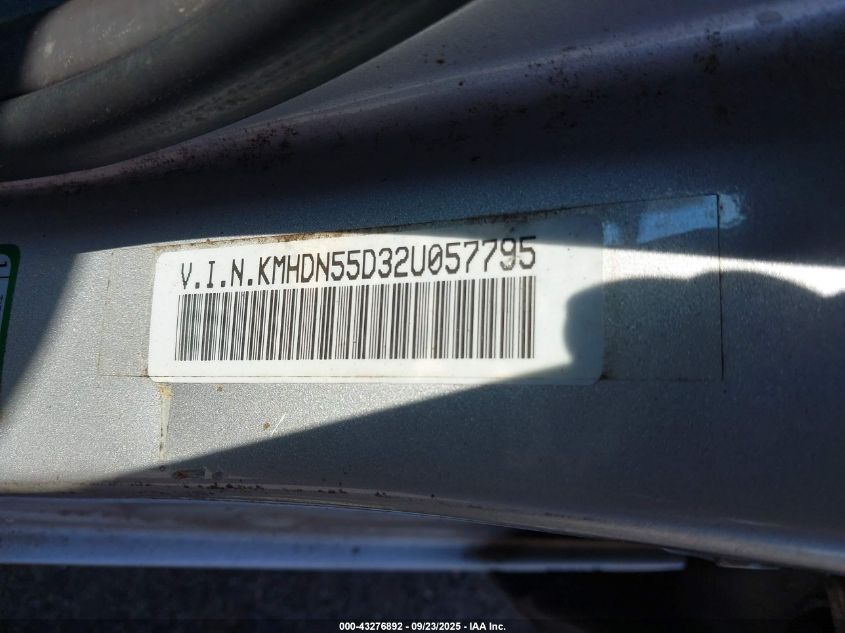 V.I.N.KMHDN55D32U057795
000-43276892 - 09/23/2025 - IAA Inc.